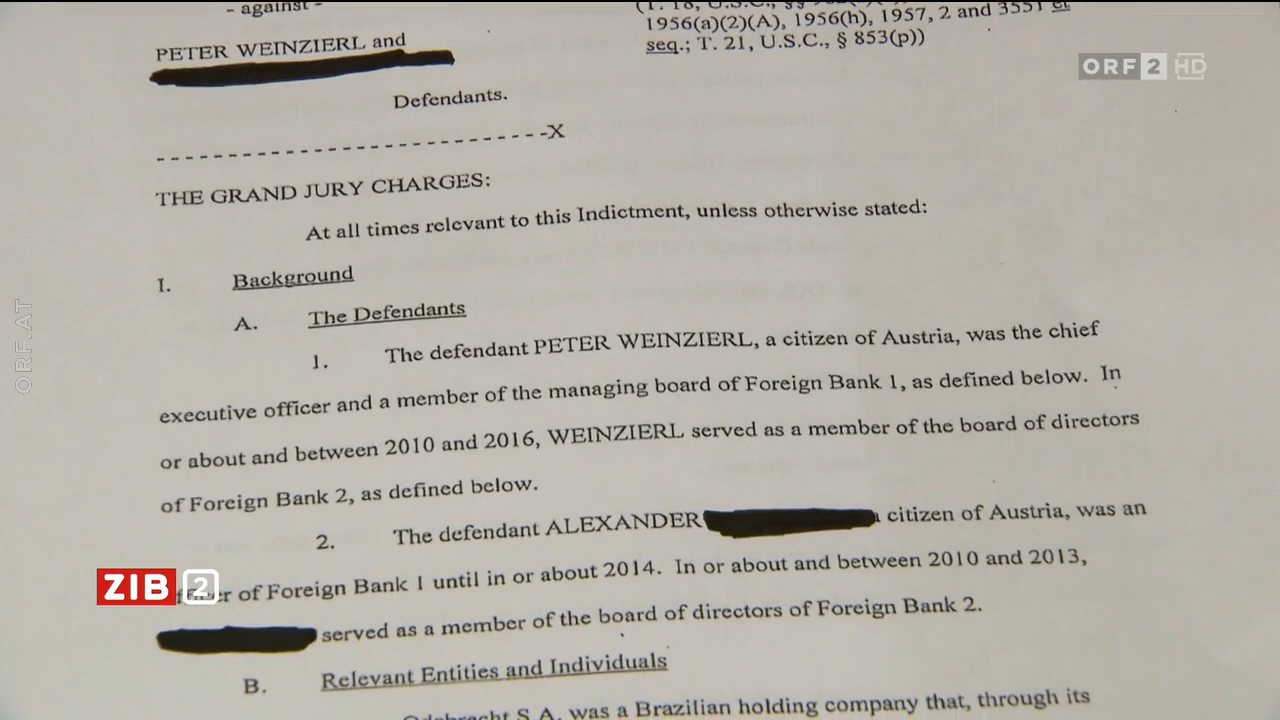 - against -
PETER WEINZIERL and
Defendants.
- - - - - - - - - - - - - - - - - - - - - - - - - - -X
1956(a)(2)(A), 1956(h), 1957, 2 and 3551 et
seq.; T. 21, U.S.C., § 853(p))
ORF 2 HD
THE GRAND JURY CHARGES:
At all times relevant to this Indictment, unless otherwise stated:
I. Background
A. The Defendants
1. The defendant PETER WEINZIERL, a citizen of Austria, was the chief
executive officer and a member of the managing board of Foreign Bank 1, as defined below. In
or about and between 2010 and 2016, WEINZIERL served as a member of the board of directors
of Foreign Bank 2, as defined below.
2. The defendant ALEXANDER citizen of Austria, was an
of Foreign Bank 1 until in or about 2014. In or about and between 2010 and 2013,
served as a member of the board of directors of Foreign Bank 2.
B. Relevant Entities and Individuals
Odebrecht S.A. was a Brazilian holding company that, through its
ZIB 2
ORF.AT